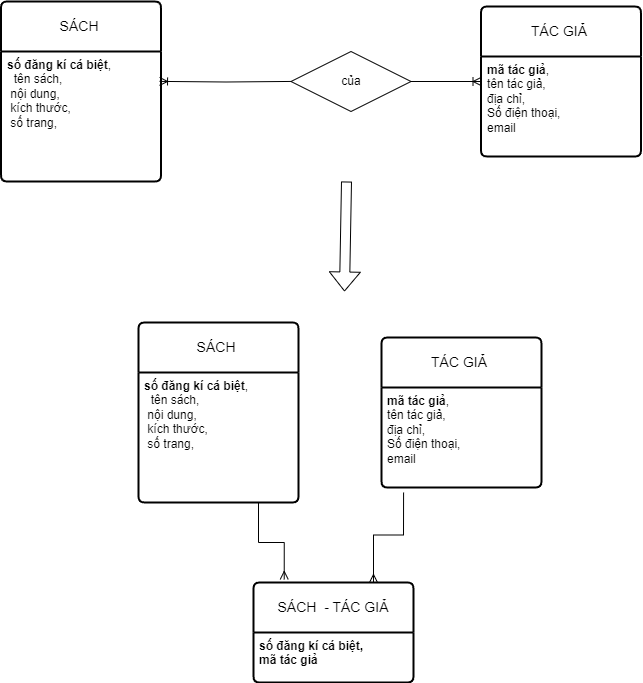 SÁCH
số đăng kí cá biệt,
tên sách,
nội dung,
kích thước,
số trang,
của
TÁC GIẢ
mã tác giả,
tên tác giả,
địa chỉ,
Số điện thoại,
email
SÁCH
số đăng kí cá biệt,
tên sách,
nội dung,
kích thước,
số trang,
TÁC GIẢ
mã tác giả,
tên tác giả,
địa chỉ,
Số điện thoại,
email
SÁCH - TÁC GIẢ
số đăng kí cá biệt,
mã tác giả